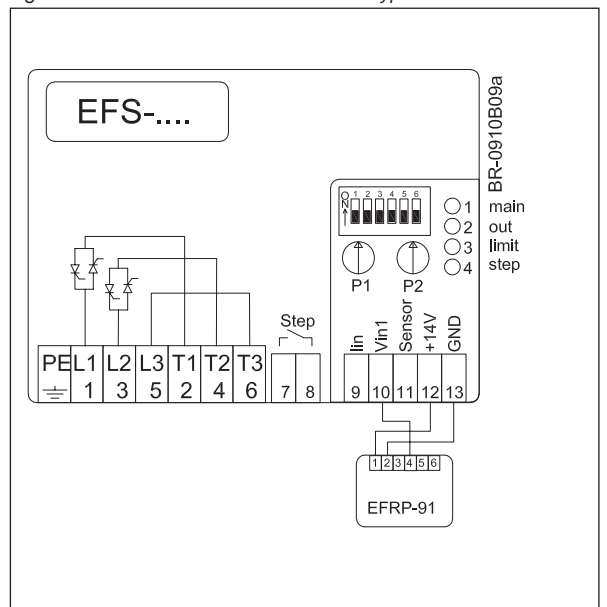 EFS-....
BR-0910B09a
O
N
1 2 3 4 5 6
1 main
2 out
3 limit
4 step
P1 P2
Step
Iin Vin1 Sensor +14V GND
PE L1 L2 L3 T1 T2 T3
1 3 5 2 4 6
7 8
9 10 11 12 13
1 2 3 4 5 6
EFRP-91